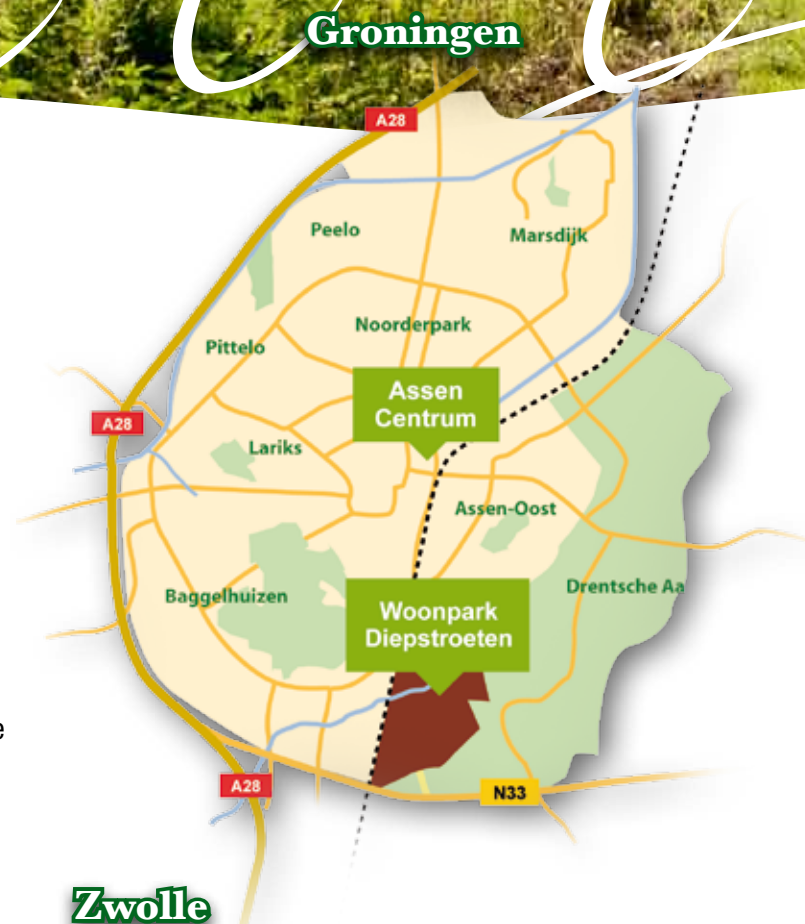 Groningen
A28
Peelo
Marsdijk
Noorderpark
Pittelo
Assen
Centrum
A28
Lariks
Assen-Oost
Drentsche Aa
Baggelhuizen
Woonpark
Diepstroeten
e
A28
N33
Zwolle